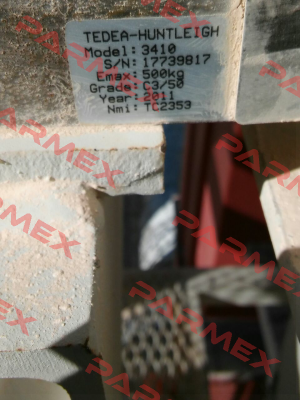 TEDEA-HUNTLEIGH
Model: 3410
S/N: 17739817
Emax: 500kg
Grade: C3/50
Year: 2011
Nmi: TC2353
PARMEX
PARMEX
PARMEX
PARMEX
PARMEX